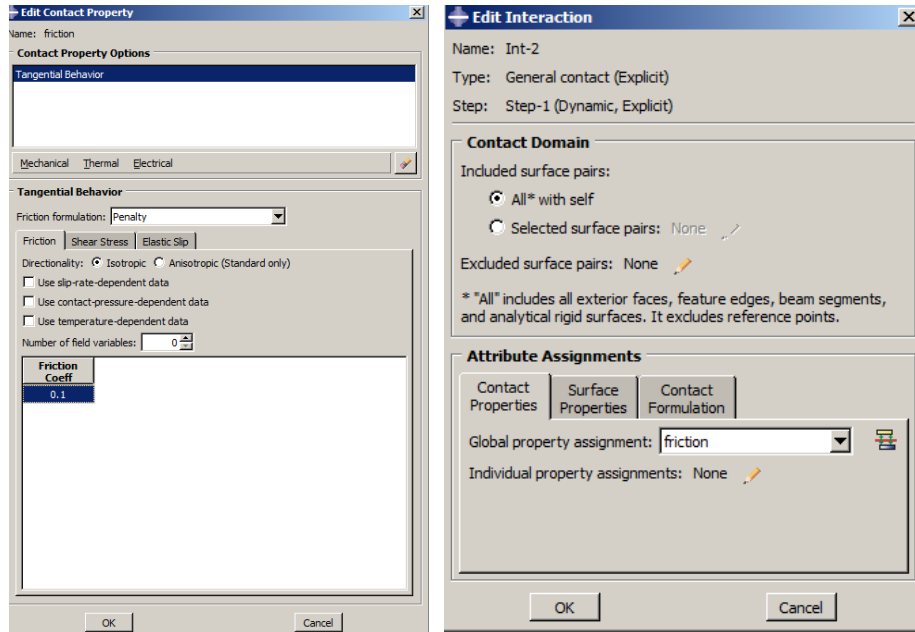 Edit Contact Property
Name: friction
Contact Property Options
Tangential Behavior
Mechanical Thermal Electrical
Tangential Behavior
Friction formulation: Penalty
Friction Shear Stress Elastic Slip
Directionality: Isotropic Anisotropic (Standard only)
Use slip-rate-dependent data
Use contact-pressure-dependent data
Use temperature-dependent data
Number of field variables: 0
Friction
Coeff
0.1
OK Cancel
Edit Interaction
Name: Int-2
Type: General contact (Explicit)
Step: Step-1 (Dynamic, Explicit)
Contact Domain
Included surface pairs:
All* with self
Selected surface pairs: None
Excluded surface pairs: None
* "All" includes all exterior faces, feature edges, beam segments,
and analytical rigid surfaces. It excludes reference points.
Attribute Assignments
Contact Properties Surface Properties Contact Formulation
Global property assignment: friction
Individual property assignments: None
OK Cancel